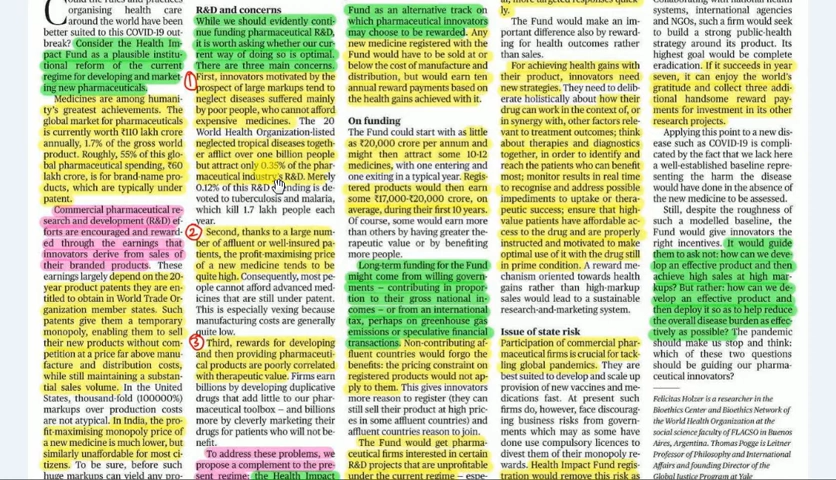 organising health care
around the world have been
better suited to this COVID-19 out-
break? Consider the Health Im-
pact Fund as a plausible institu-
tional reform of the current
regime for developing and market-
ing new pharmaceuticals.
Medicines are among humani-
ty's greatest achievements. The
global market for pharmaceuticals
is currently worth ₹110 lakh crore
annually, 1.7% of the gross world
product. Roughly, 55% of this glo-
bal pharmaceutical spending, ₹60
lakh crore, is for brand-name pro-
ducts, which are typically under
patent.
Commercial pharmaceutical re-
search and development (R&D) ef-
forts are encouraged and reward-
ed through the earnings that
innovators derive from sales of
their branded products. These
earnings largely depend on the 20-
year product patents they are en-
titled to obtain in World Trade Or-
ganization member States. Such
patents give them a temporary
monopoly, enabling them to sell
their new products without com-
petition at a price far above manu-
facture and distribution costs,
while still maintaining a substan-
tial sales volume. In the United
States, thousand-fold (100000%)
markups over production costs
are not atypical. In India, the pro-
fit-maximising monopoly price of
a new medicine is much lower, but
similarly unaffordable for most ci-
tizens. To be sure, before such
huge markups can yield any pro-
R&D and concerns
While we should evidently conti-
nue funding pharmaceutical R&D,
it is worth asking whether our cur-
rent way of doing so is optimal.
There are three main concerns.
1 First, innovators motivated by the
prospect of large markups tend to
neglect diseases suffered mainly
by poor people, who cannot afford
expensive medicines. The 20
World Health Organization-listed
neglected tropical diseases togeth-
er afflict over one billion people
but attract only 0.35% of the phar-
maceutical industry's R&D. Merely
0.12% of this R&D funding is de-
voted to tuberculosis and malaria,
which kill 1.7 lakh people each
year.
2 Second, thanks to a large num-
ber of affluent or well-insured pa-
tients, the profit-maximising price
of a new medicine tends to be
quite high. Consequently, most peo-
ple cannot afford advanced med-
icines that are still under patent.
This is especially vexing because
manufacturing costs are generally
quite low.
3 Third, rewards for developing
and then providing pharmaceuti-
cal products are poorly correlated
with therapeutic value. Firms earn
billions by developing duplicative
drugs that add little to our phar-
maceutical toolbox – and billions
more by cleverly marketing their
drugs for patients who will not be-
nefit.
To address these problems, we
propose a complement to the pre-
sent regime: the Health Impact
Fund as an alternative track on
which pharmaceutical innovators
may choose to be rewarded. Any
new medicine registered with the
Fund would have to be sold at or
below the cost of manufacture and
distribution, but would earn ten
annual reward payments based on
the health gains achieved with it.
On funding
The Fund could start with as little
as ₹20,000 crore per annum and
might then attract some 10-12
medicines, with one entering and
one exiting in a typical year. Regis-
tered products would then earn
some ₹17,000-₹20,000 crore, on
average, during their first 10 years.
Of course, some would earn more
than others by having greater the-
rapeutic value or by benefiting
more people.
Long-term funding for the Fund
might come from willing govern-
ments – contributing in propor-
tion to their gross national in-
comes – or from an international
tax, perhaps on greenhouse gas
emissions or speculative financial
transactions. Non-contributing af-
fluent countries would forgo the
benefits: the pricing constraint on
registered products would not ap-
ply to them. This gives innovators
more reason to register (they can
still sell their product at high pric-
es in some affluent countries) and
affluent countries reason to join.
The Fund would get pharma-
ceutical firms interested in certain
R&D projects that are unprofitable
under the current regime – espe-
ly.
The Fund would make an im-
portant difference also by reward-
ing for health outcomes rather
than sales.
For achieving health gains with
their product, innovators need
new strategies. They need to delib-
erate holistically about how their
drug can work in the context of, or
in synergy with, other factors rele-
vant to treatment outcomes; think
about therapies and diagnostics
together, in order to identify and
reach the patients who can benefit
most; monitor results in real time
to recognise and address possible
impediments to uptake or thera-
peutic success; ensure that high-
value patients have affordable ac-
cess to the drug and are properly
instructed and motivated to make
optimal use of it with the drug still
in prime condition. A reward me-
chanism oriented towards health
gains rather than high-markup
sales would lead to a sustainable
research-and-marketing system.
Issue of state risk
Participation of commercial phar-
maceutical firms is crucial for tack-
ling global pandemics. They are
best suited to develop and scale up
provision of new vaccines and me-
dications fast. At present such
firms do, however, face discourag-
ing business risks from govern-
ments which may as some have
done use compulsory licences to
divest them of their monopoly re-
wards. Health Impact Fund regis-
tration would remove this risk as
systems, international agencies
and NGOs, such a firm would seek
to build a strong public-health
strategy around its product. Its
highest goal would be complete
eradication. If it succeeds in year
seven, it can enjoy the world's
gratitude and collect three addi-
tional handsome reward pay-
ments for investment in its other
research projects.
Applying this point to a new dis-
ease such as COVID-19 is compli-
cated by the fact that we lack here
a well-established baseline repre-
senting the harm the disease
would have done in the absence of
the new medicine to be assessed.
Still, despite the roughness of
such a modelled baseline, the
Fund would give innovators the
right incentives. It would guide
them to ask not: how can we deve-
lop an effective product and then
achieve high sales at high mar-
kups? But rather: how can we de-
velop an effective product and
then deploy it so as to help reduce
the overall disease burden as effec-
tively as possible? The pandemic
should make us stop and think:
which of these two questions
should be guiding our pharma-
ceutical innovators?
Felicitas Holzer is a researcher in the
Bioethics Center and Bioethics Network of
the World Health Organization at the
social science faculty of FLACSO in Buenos
Aires, Argentina. Thomas Pogge is Leitner
Professor of Philosophy and International
Affairs and founding Director of the
Global Justice Program at Yale